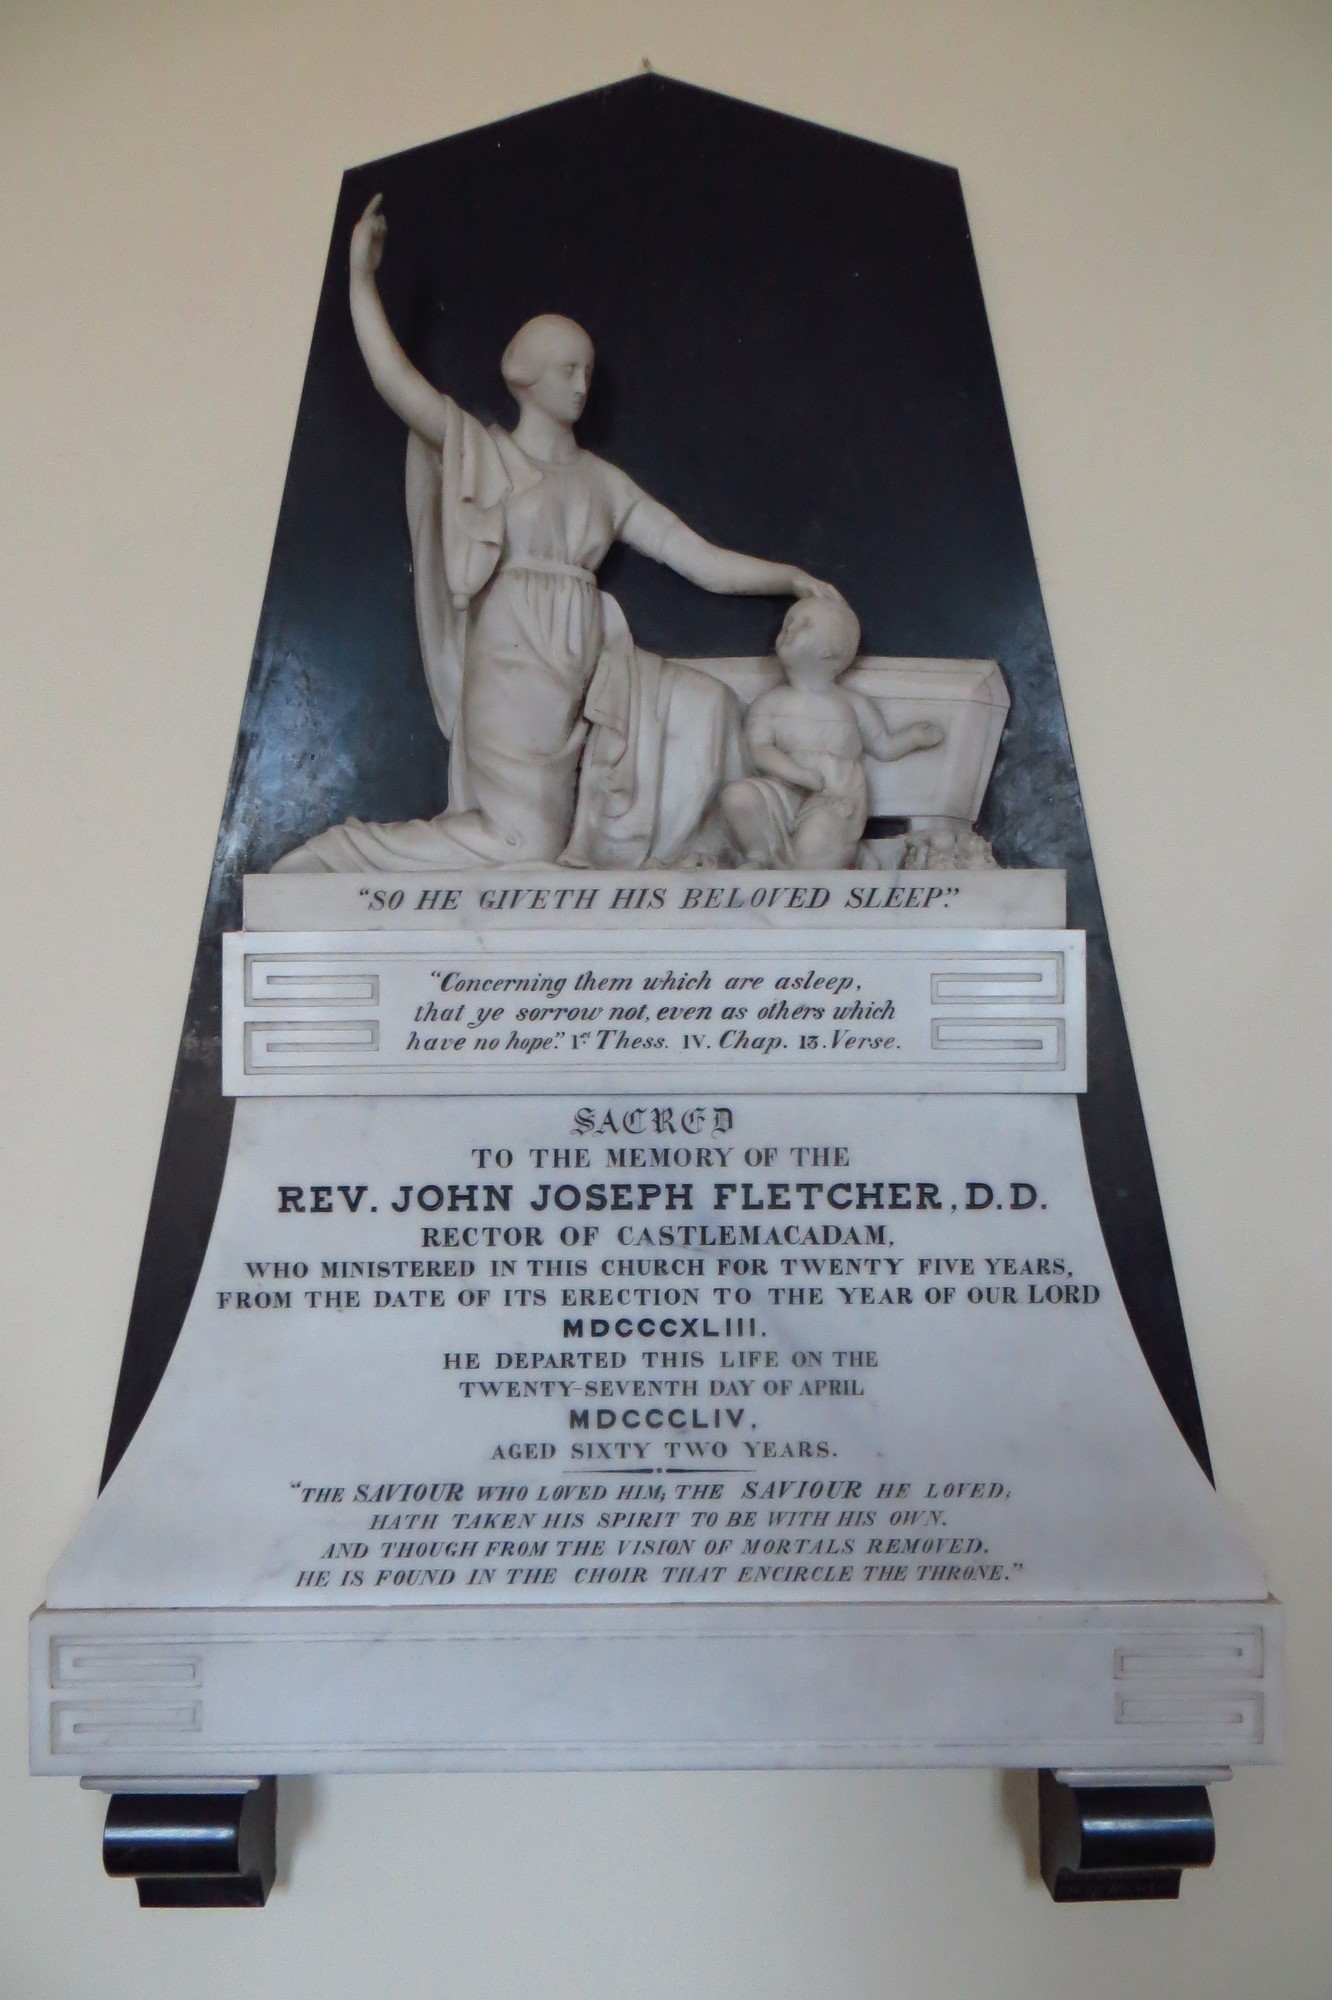 “SO HE GIVETH HIS BELOVED SLEEP.”
“Concerning them which are asleep,
that ye sorrow not, even as others which
have no hope.” 1st Thess. IV. Chap. 13. Verse.
SACRED
TO THE MEMORY OF THE
REV. JOHN JOSEPH FLETCHER, D.D.
RECTOR OF CASTLEMACADAM,
WHO MINISTERED IN THIS CHURCH FOR TWENTY FIVE YEARS,
FROM THE DATE OF ITS ERECTION TO THE YEAR OF OUR LORD
MDCCCXLIII.
HE DEPARTED THIS LIFE ON THE
TWENTY-SEVENTH DAY OF APRIL
MDCCCLIV,
AGED SIXTY TWO YEARS.
“THE SAVIOUR WHO LOVED HIM; THE SAVIOUR HE LOVED;
HATH TAKEN HIS SPIRIT TO BE WITH HIS OWN.
AND THOUGH FROM THE VISION OF MORTALS REMOVED.
HE IS FOUND IN THE CHOIR THAT ENCIRCLE THE THRONE.”